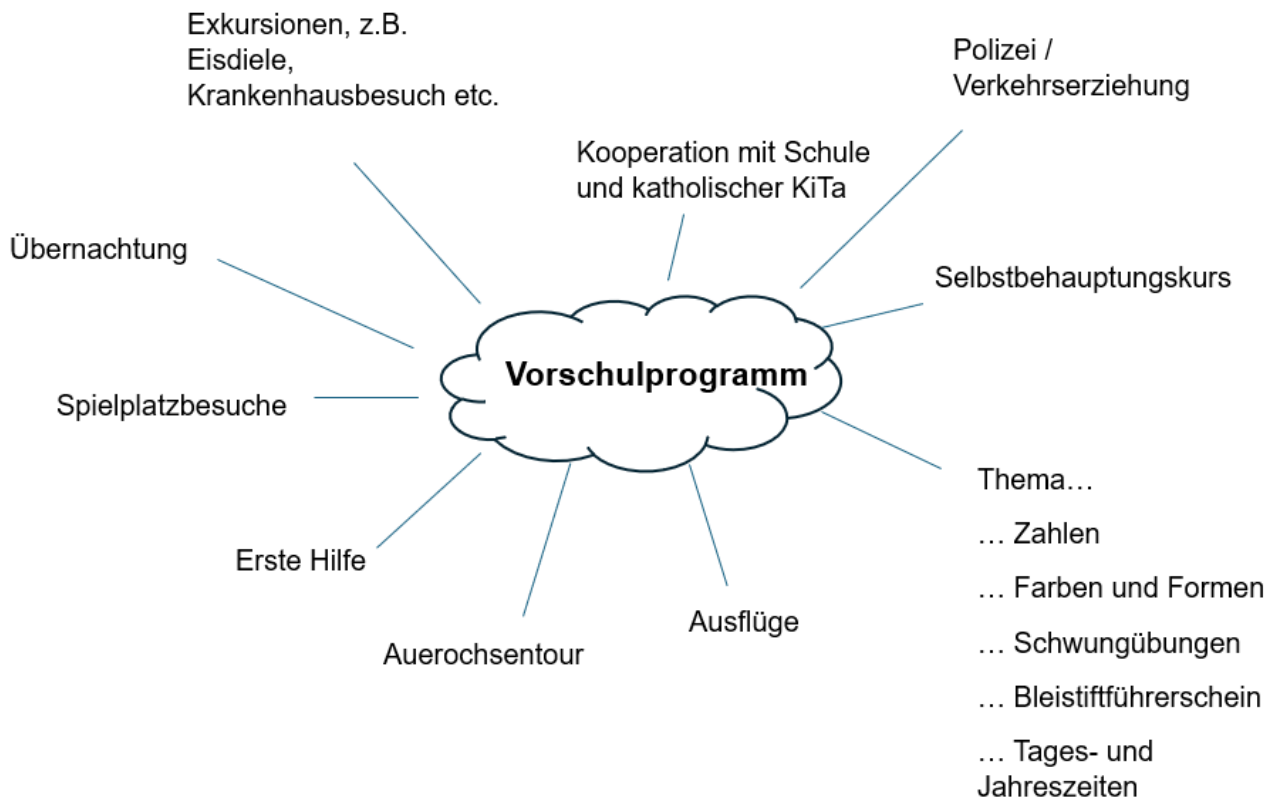 Exkursionen, z.B.
Eisdiele,
Krankenhausbesuch etc.
Polizei /
Verkehrserziehung
Kooperation mit Schule
und katholischer KiTa
Übernachtung
Selbstbehauptungskurs
Vorschulprogramm
Spielplatzbesuche
Erste Hilfe
Auerochsentour
Ausflüge
Thema…
… Zahlen
… Farben und Formen
… Schwungübungen
… Bleistiftführerschein
… Tages- und
Jahreszeiten